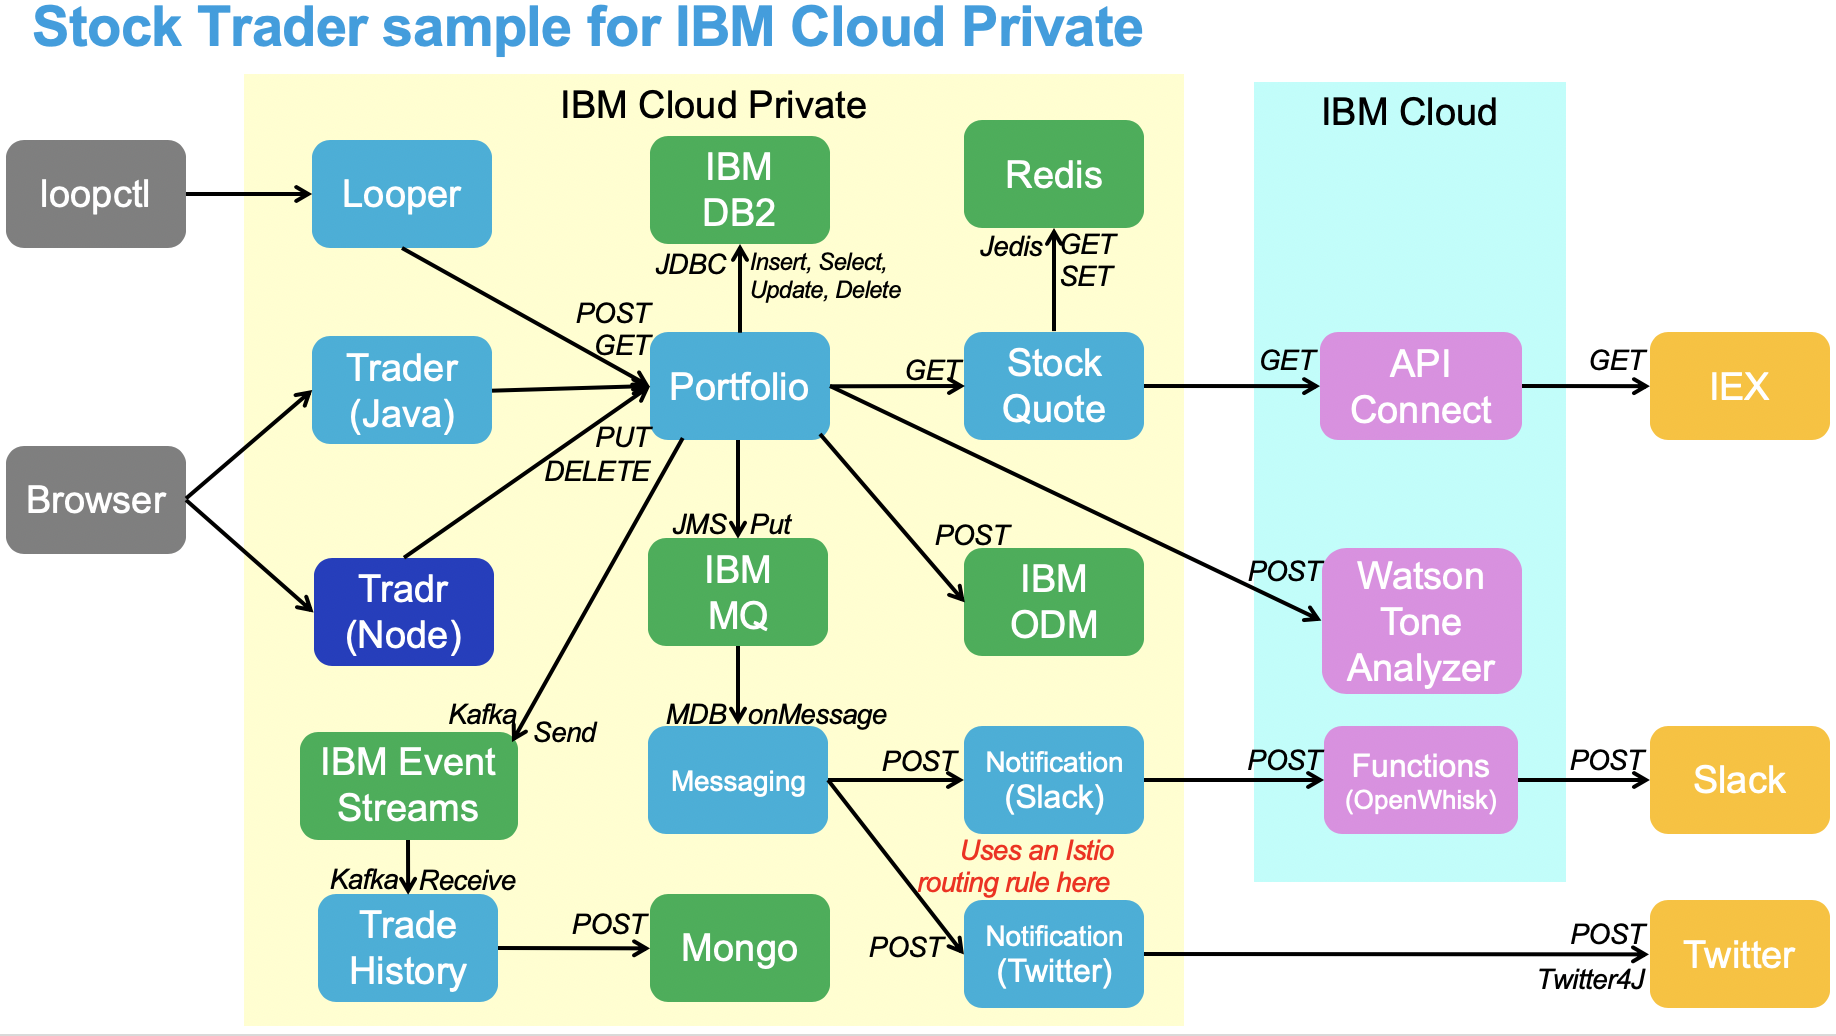 Stock Trader sample for IBM Cloud Private
IBM Cloud Private
IBM Cloud
loopctl
Looper
IBM
DB2
Redis
JDBC
Insert, Select,
Update, Delete
Jedis
GET
SET
POST
GET
Trader
(Java)
Portfolio
GET
Stock
Quote
GET
API
Connect
GET
IEX
PUT
DELETE
Browser
Tradr
(Node)
JMS
Put
IBM
MQ
POST
IBM
ODM
POST
Watson
Tone
Analyzer
Kafka
Send
IBM Event
Streams
MDB
onMessage
Messaging
POST
Notification
(Slack)
POST
Functions
(OpenWhisk)
POST
Slack
Uses an Istio
routing rule here
Kafka
Receive
Trade
History
POST
Mongo
POST
Notification
(Twitter)
POST
Twitter4J
Twitter